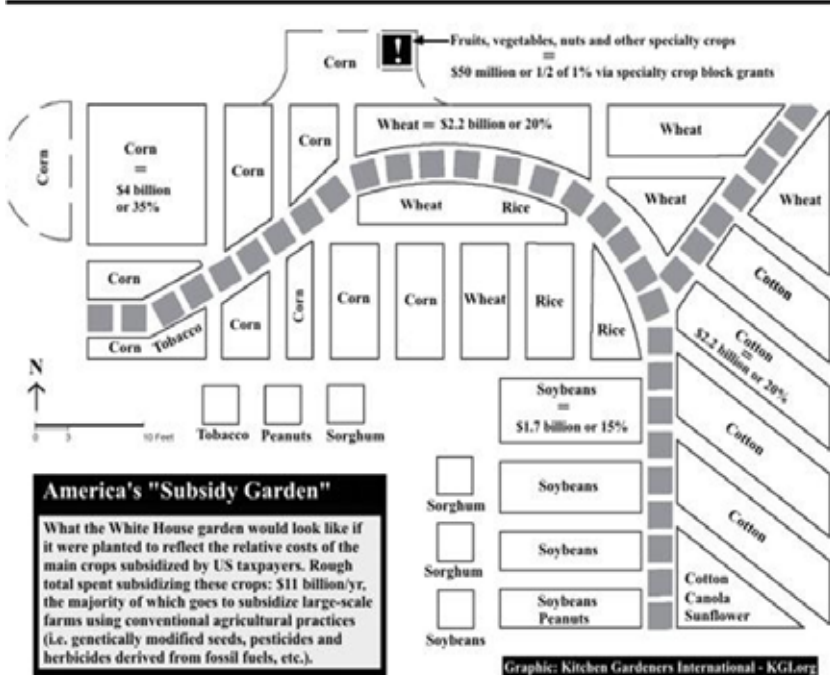 Fruits, vegetables, nuts and other specialty crops
=
$50 million or 1/2 of 1% via specialty crop block grants
!
Corn
Corn
Corn
=
$4 billion
or 35%
Corn
Corn
Wheat = $2.2 billion or 20%
Wheat
Wheat
Wheat
Wheat Rice
Corn
Corn Tobacco
Corn
Corn
Corn
Corn
Wheat
Rice
Rice
Cotton
Cotton
=
$2.2 billion or 20%
Cotton
Cotton
Cotton
Canola
Sunflower
N
0 3 10 Feet
Tobacco Peanuts Sorghum
Soybeans
=
$1.7 billion or 15%
Sorghum
Soybeans
Sorghum
Soybeans
Soybeans
Soybeans
Peanuts
America's "Subsidy Garden"
What the White House garden would look like if
it were planted to reflect the relative costs of the
main crops subsidized by US taxpayers. Rough
total spent subsidizing these crops: $11 billion/yr,
the majority of which goes to subsidize large-scale
farms using conventional agricultural practices
(i.e. genetically modified seeds, pesticides and
herbicides derived from fossil fuels, etc.).
Graphic: Kitchen Gardeners International - KGI.org